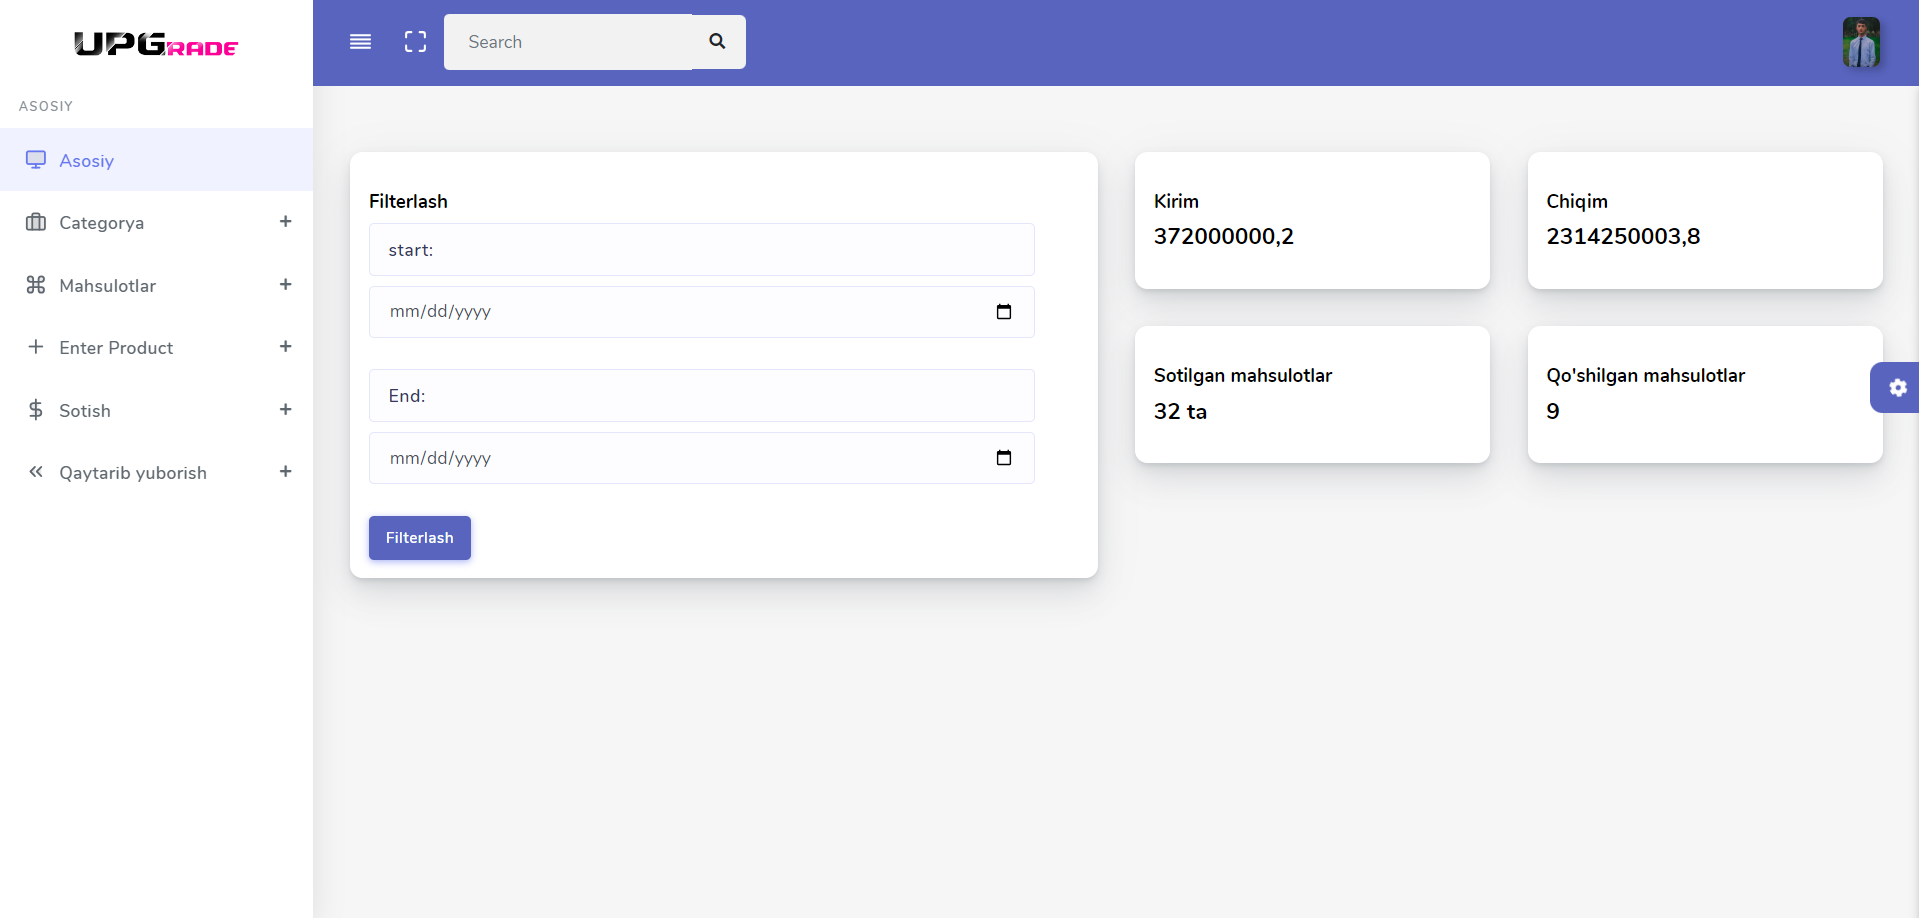 UPGRADE
Search
ASOSIY
Asosiy
Categorya
Mahsulotlar
Enter Product
Sotish
Qaytarib yuborish
Filterlash
start:
mm/dd/yyyy
End:
mm/dd/yyyy
Filterlash
Kirim
372000000,2
Chiqim
2314250003,8
Sotilgan mahsulotlar
32 ta
Qo'shilgan mahsulotlar
9